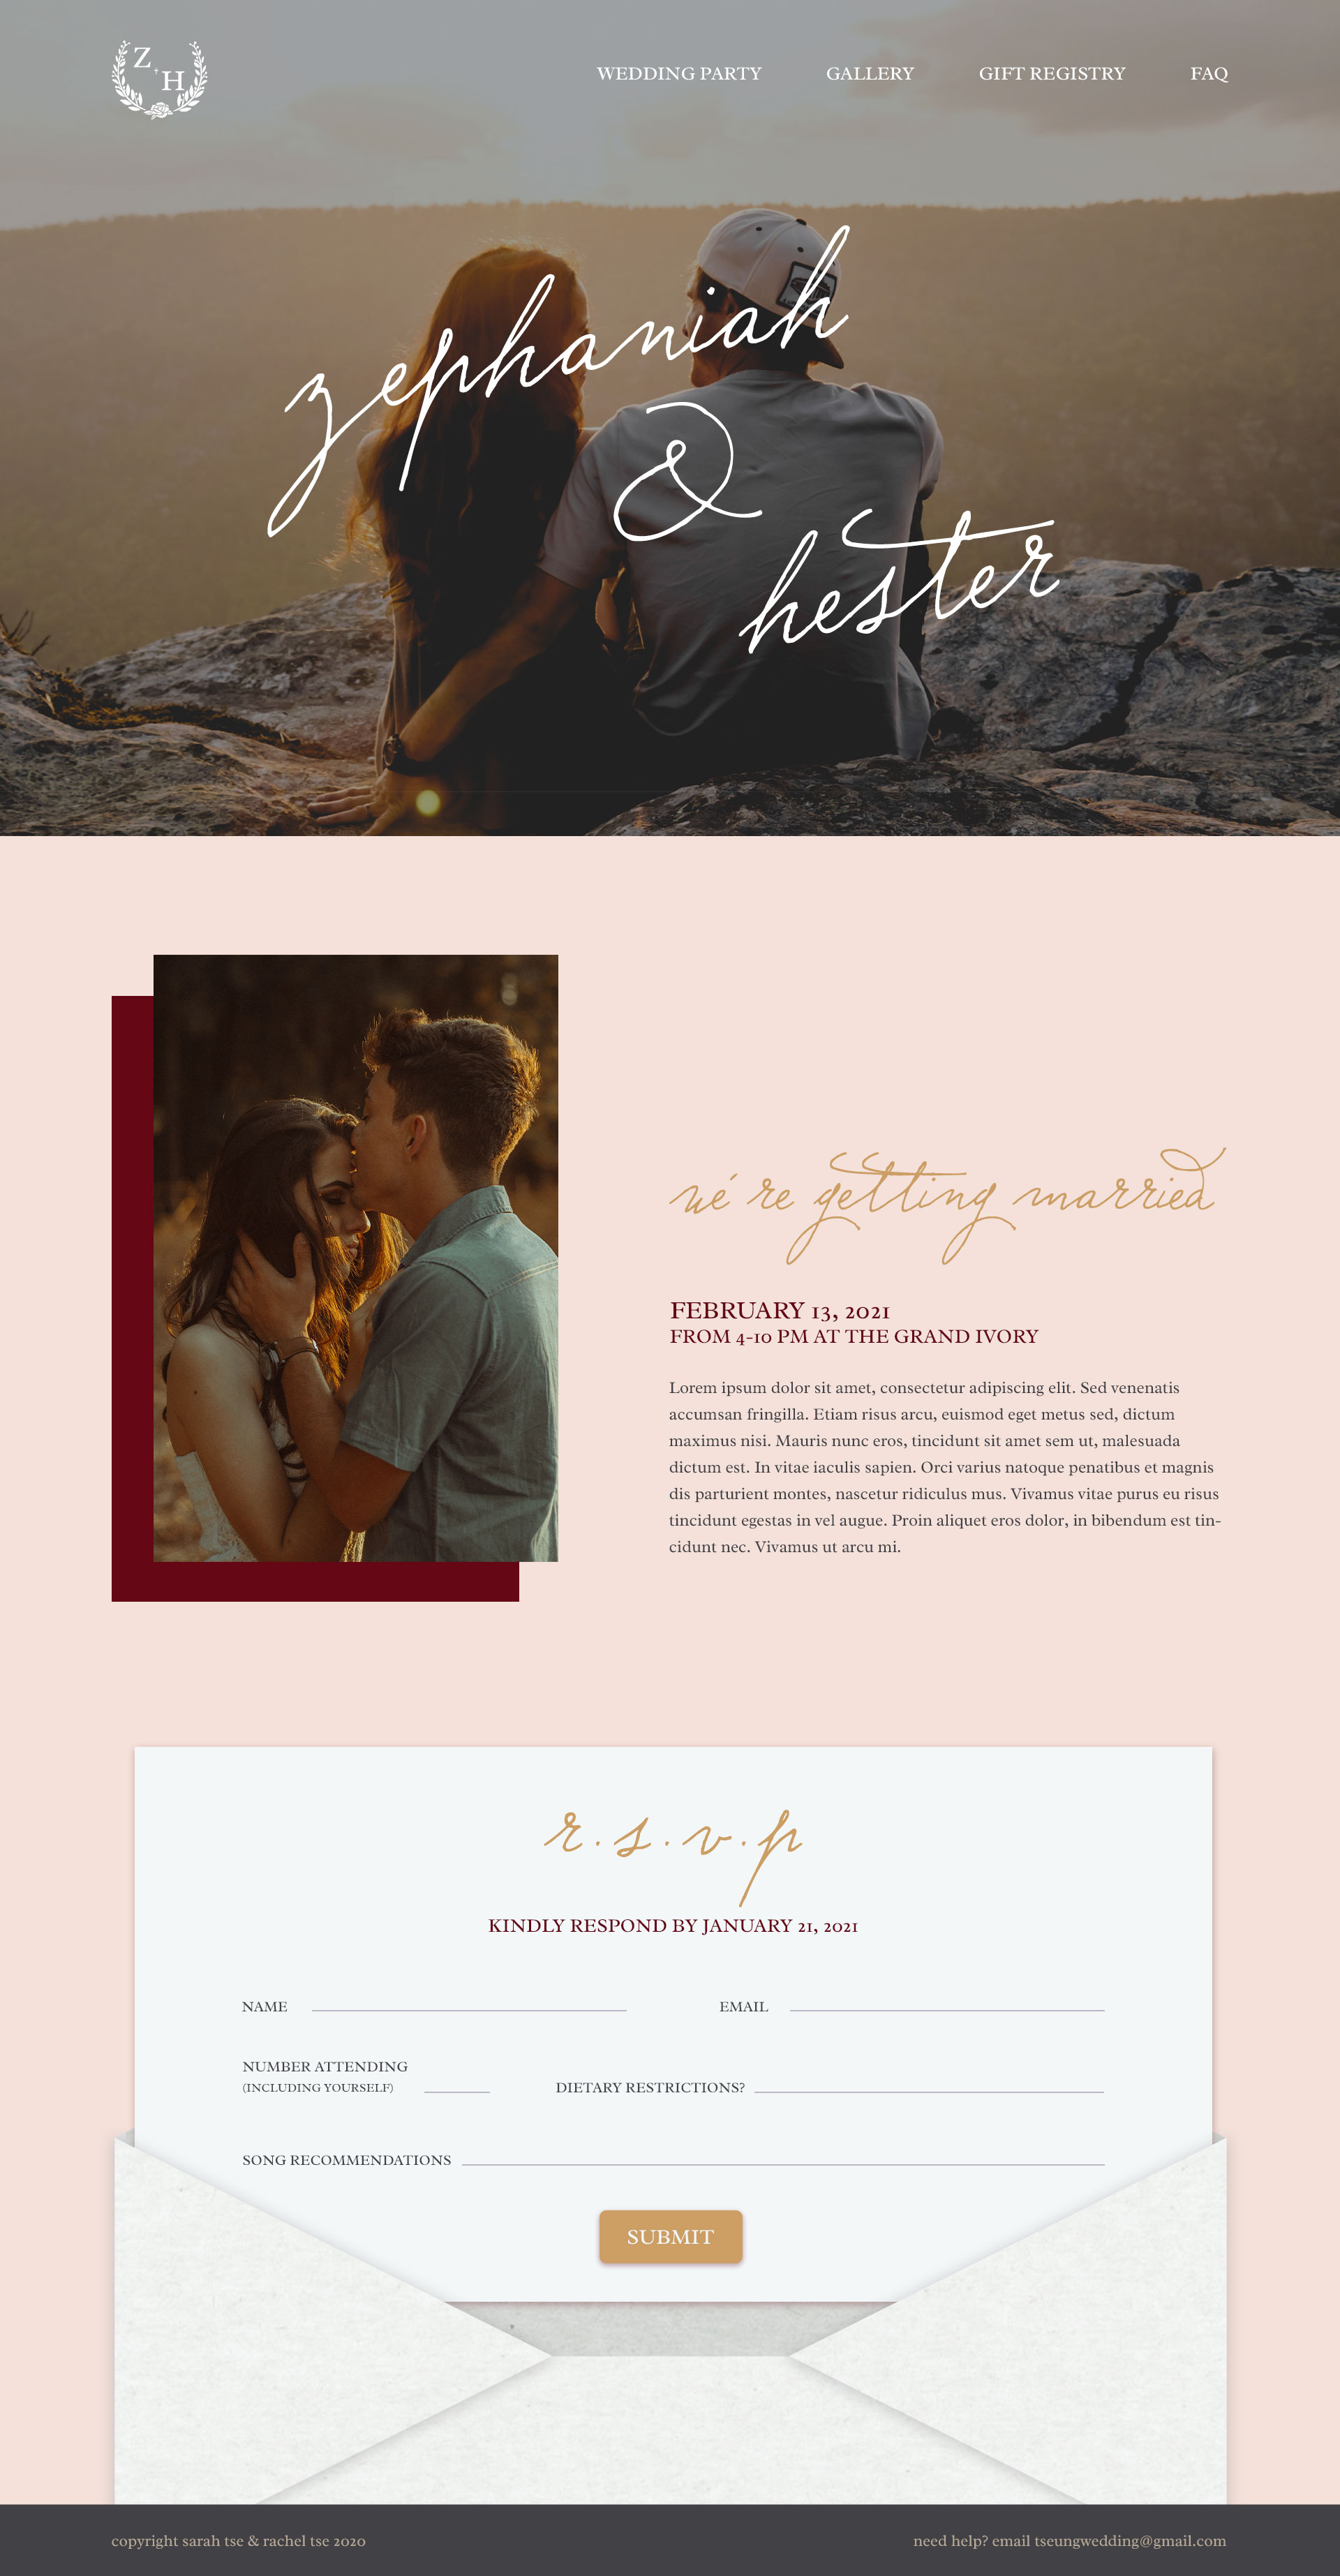 Z + H
WEDDING PARTY GALLERY GIFT REGISTRY FAQ
zephaniah
&
hester
we're getting married
FEBRUARY 13, 2021
FROM 4-10 PM AT THE GRAND IVORY
Lorem ipsum dolor sit amet, consectetur adipiscing elit. Sed venenatis
accumsan fringilla. Etiam risus arcu, euismod eget metus sed, dictum
maximus nisi. Mauris nunc eros, tincidunt sit amet sem ut, malesuada
dictum est. In vitae iaculis sapien. Orci varius natoque penatibus et magnis
dis parturient montes, nascetur ridiculus mus. Vivamus vitae purus eu risus
tincidunt egestas in vel augue. Proin aliquet eros dolor, in bibendum est tin-
cidunt nec. Vivamus ut arcu mi.
r.s.v.p
KINDLY RESPOND BY JANUARY 21, 2021
NAME EMAIL
NUMBER ATTENDING
(INCLUDING YOURSELF) DIETARY RESTRICTIONS?
SONG RECOMMENDATIONS
SUBMIT
copyright sarah tse & rachel tse 2020 need help? email tseungwedding@gmail.com